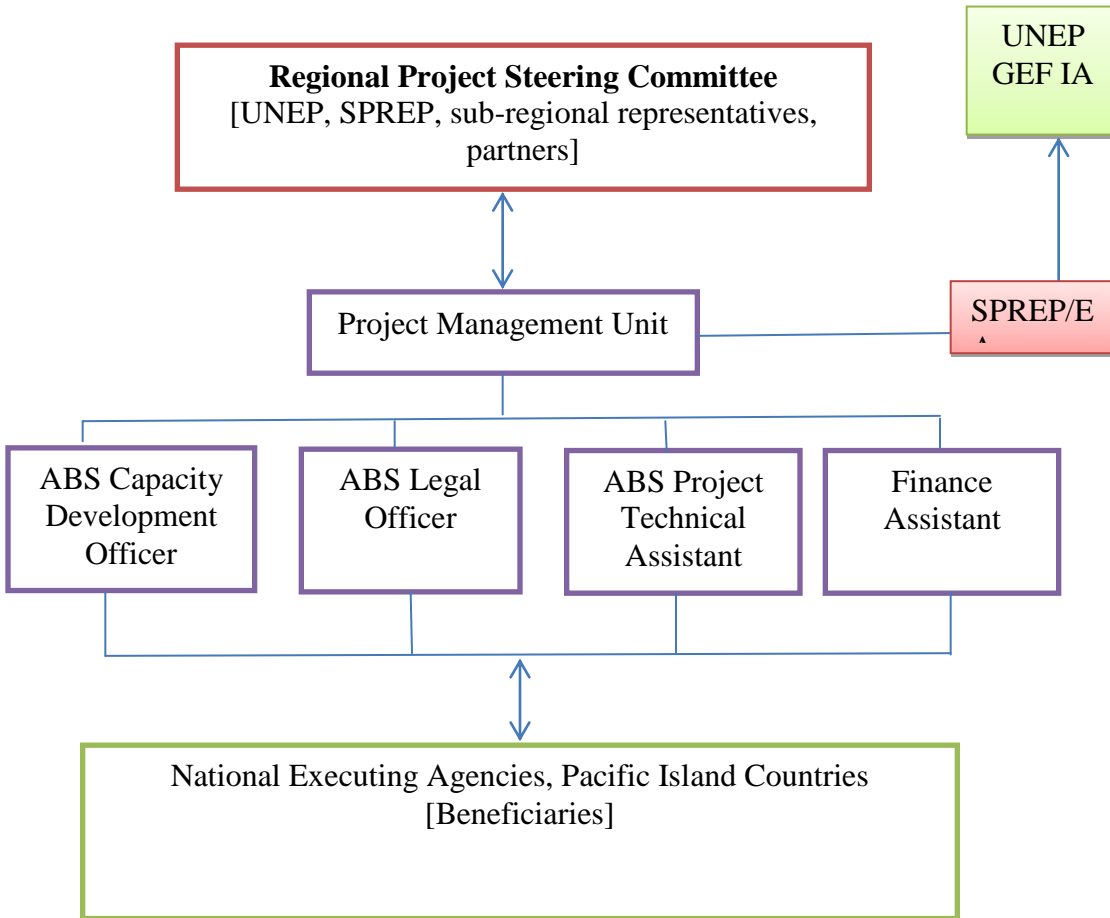 Regional Project Steering Committee
[UNEP, SPREP, sub-regional representatives,
partners]
UNEP
GEF IA
Project Management Unit
SPREP/E
ABS Capacity
Development
Officer
ABS Legal
Officer
ABS Project
Technical
Assistant
Finance
Assistant
National Executing Agencies, Pacific Island Countries
[Beneficiaries]